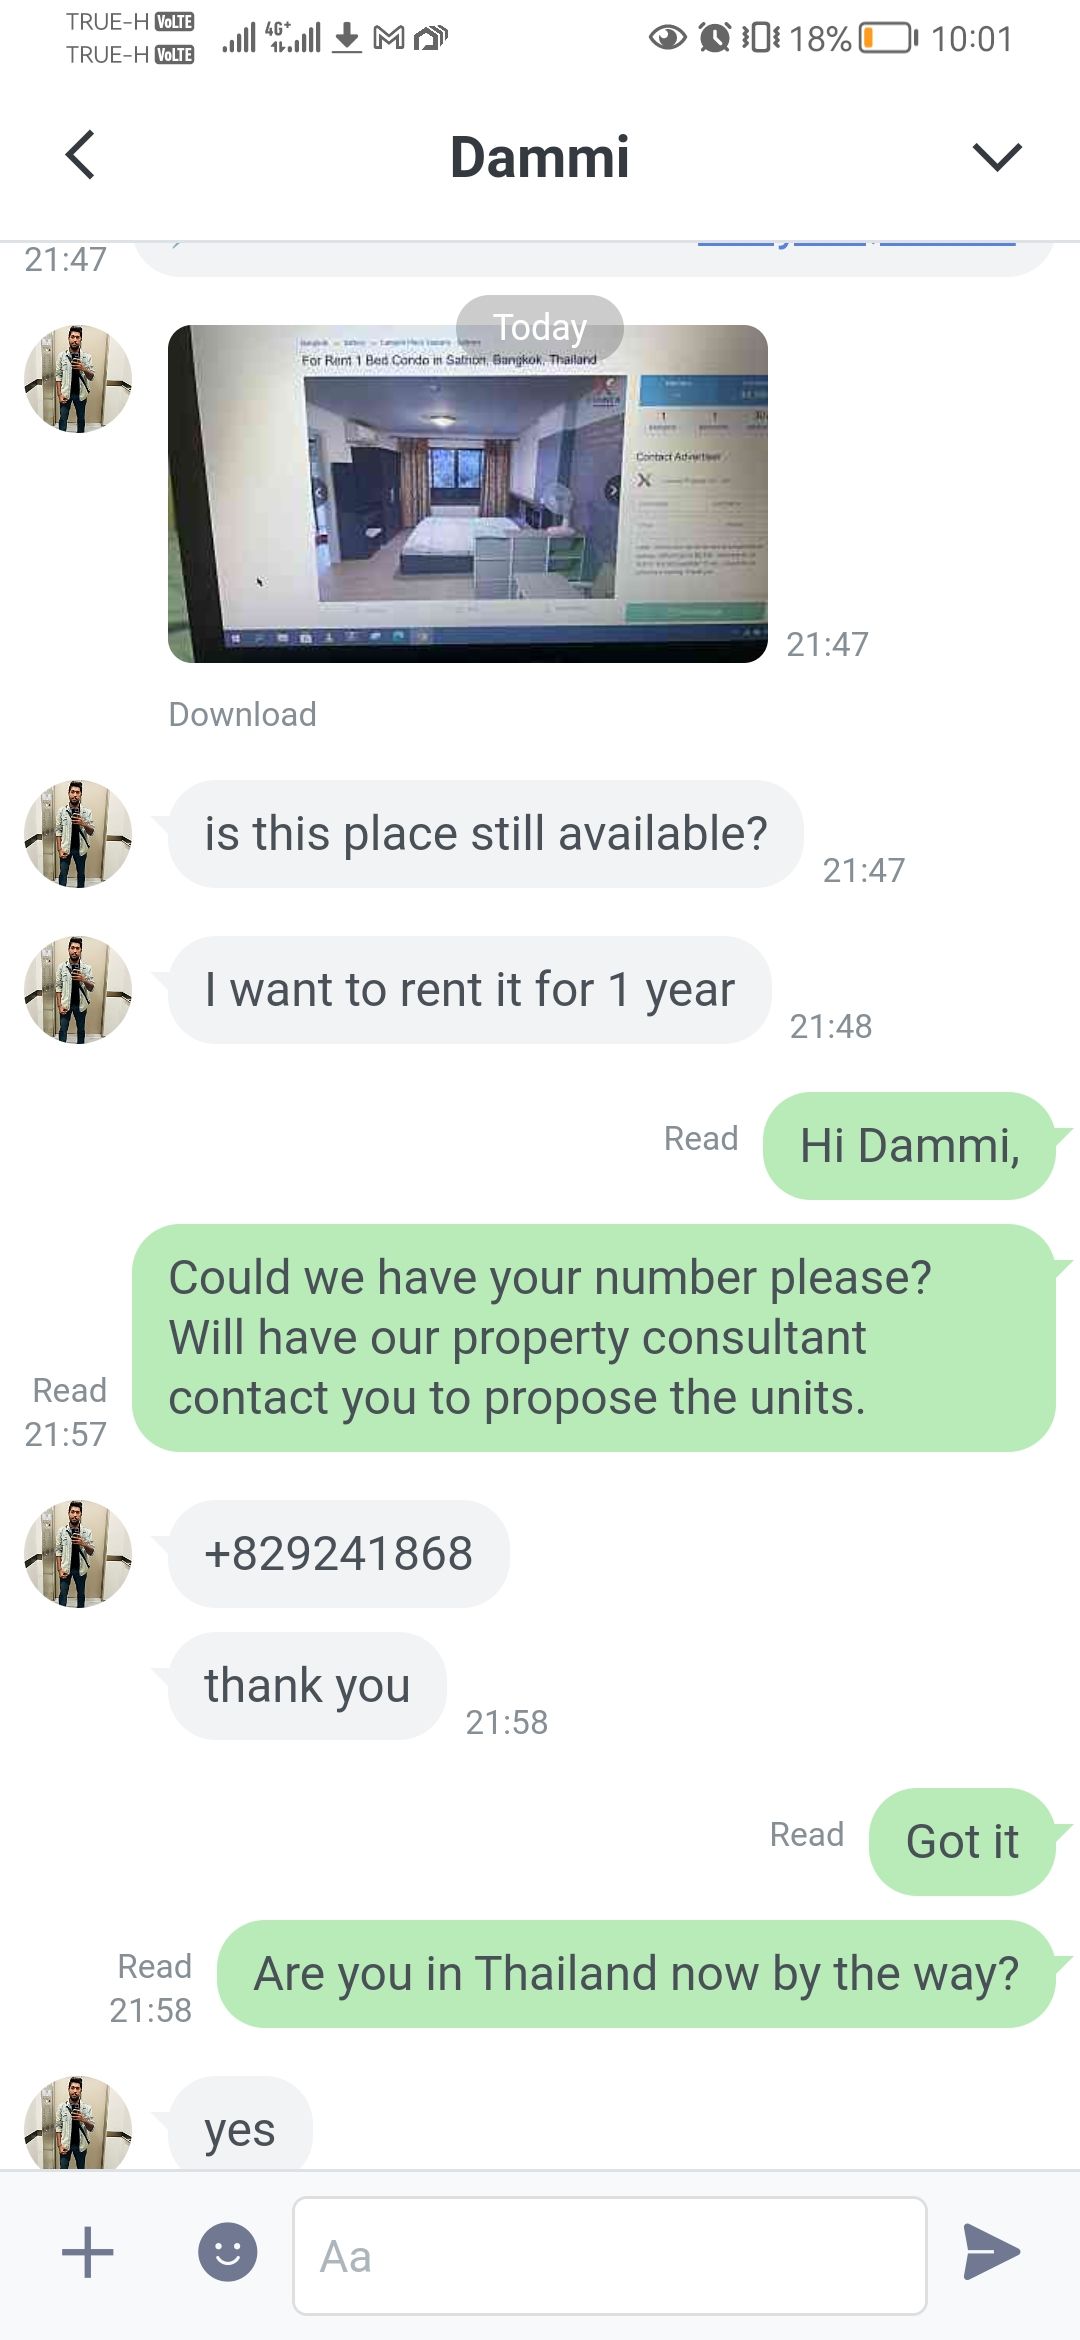 TRUE-H VoLTE
TRUE-H VoLTE
4G+
18%
10:01
Dammi
21:47
Today
For Rent 1 Bed Condo in Sathon, Bangkok, Thailand
Contact Advertiser
21:47
Download
is this place still available?
21:47
I want to rent it for 1 year
21:48
Read
Hi Dammi,
Could we have your number please?
Will have our property consultant
contact you to propose the units.
Read
21:57
+829241868
thank you
21:58
Read
Got it
Are you in Thailand now by the way?
Read
21:58
yes
Aa